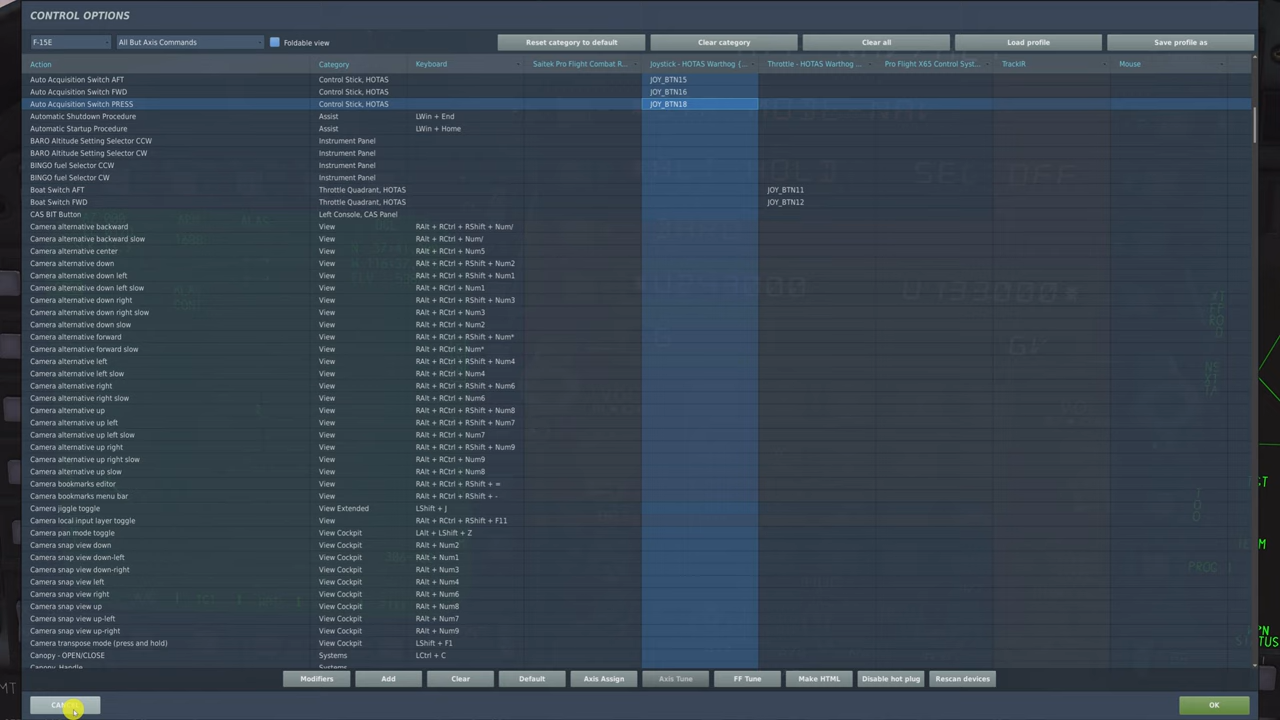 CONTROL OPTIONS
F-15E All But Axis Commands Foldable view Reset category to default Clear category Clear all Load profile Save profile as
Action Category Keyboard Saitek Pro Flight Combat R... Joystick - HOTAS Warthog {... Throttle - HOTAS Warthog ... Pro Flight X65 Control Syst... TrackIR Mouse
Auto Acquisition Switch AFT Control Stick, HOTAS JOY_BTN15
Auto Acquisition Switch FWD Control Stick, HOTAS JOY_BTN16
Auto Acquisition Switch PRESS Control Stick, HOTAS JOY_BTN18
Automatic Shutdown Procedure Assist LWin + End
Automatic Startup Procedure Assist LWin + Home
BARO Altitude Setting Selector CCW Instrument Panel
BARO Altitude Setting Selector CW Instrument Panel
BINGO fuel Selector CCW Instrument Panel
BINGO fuel Selector CW Instrument Panel
Boat Switch AFT Throttle Quadrant, HOTAS JOY_BTN11
Boat Switch FWD Throttle Quadrant, HOTAS JOY_BTN12
CAS BIT Button Left Console, CAS Panel
Camera alternative backward View RAlt + RCtrl + RShift + Num/
Camera alternative backward slow View RAlt + RCtrl + Num/
Camera alternative center View RAlt + RCtrl + Num5
Camera alternative down View RAlt + RCtrl + RShift + Num2
Camera alternative down left View RAlt + RCtrl + RShift + Num1
Camera alternative down left slow View RAlt + RCtrl + Num1
Camera alternative down right View RAlt + RCtrl + RShift + Num3
Camera alternative down right slow View RAlt + RCtrl + Num3
Camera alternative down slow View RAlt + RCtrl + Num2
Camera alternative forward View RAlt + RCtrl + RShift + Num*
Camera alternative forward slow View RAlt + RCtrl + Num*
Camera alternative left View RAlt + RCtrl + RShift + Num4
Camera alternative left slow View RAlt + RCtrl + Num4
Camera alternative right View RAlt + RCtrl + RShift + Num6
Camera alternative right slow View RAlt + RCtrl + Num6
Camera alternative up View RAlt + RCtrl + RShift + Num8
Camera alternative up left View RAlt + RCtrl + RShift + Num7
Camera alternative up left slow View RAlt + RCtrl + Num7
Camera alternative up right View RAlt + RCtrl + RShift + Num9
Camera alternative up right slow View RAlt + RCtrl + Num9
Camera alternative up slow View RAlt + RCtrl + Num8
Camera bookmarks editor View RAlt + RCtrl + RShift + =
Camera bookmarks menu bar View RAlt + RCtrl + RShift + -
Camera jiggle toggle View Extended LShift + J
Camera local input layer toggle View RAlt + RCtrl + RShift + F11
Camera pan mode toggle View Cockpit LAlt + LShift + Z
Camera snap view down View Cockpit RAlt + Num2
Camera snap view down-left View Cockpit RAlt + Num1
Camera snap view down-right View Cockpit RAlt + Num3
Camera snap view left View Cockpit RAlt + Num4
Camera snap view right View Cockpit RAlt + Num6
Camera snap view up View Cockpit RAlt + Num8
Camera snap view up-left View Cockpit RAlt + Num7
Camera snap view up-right View Cockpit RAlt + Num9
Camera transpose mode (press and hold) View Cockpit LShift + F1
Canopy - OPEN/CLOSE Systems LCtrl + C
Canopy Handle Systems
Modifiers Add Clear Default Axis Assign Axis Tune FF Tune Make HTML Disable hot plug Rescan devices
CANCEL OK